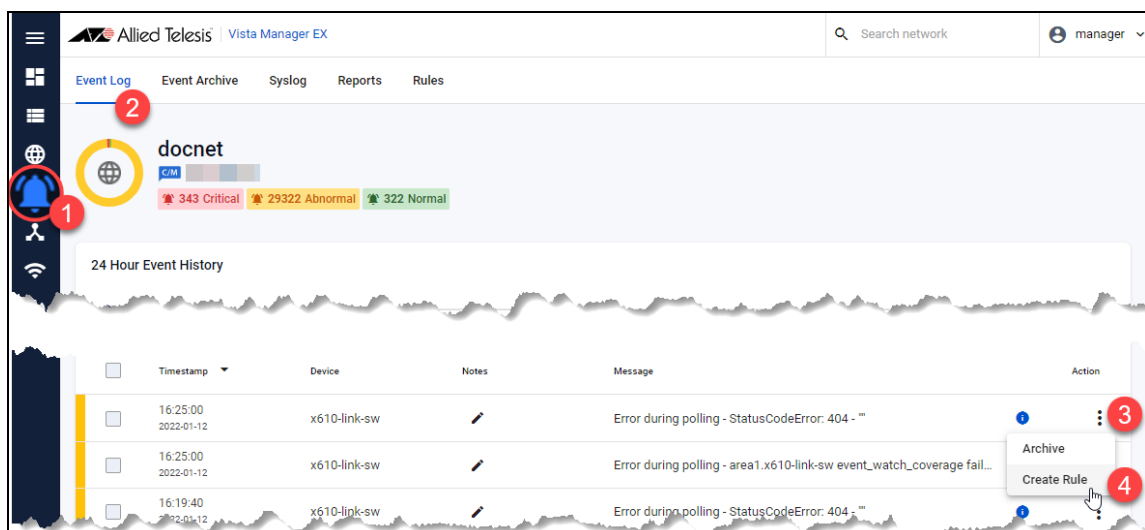 Allied Telesis | Vista Manager EX
Search network
manager
Event Log Event Archive Syslog Reports Rules
2
docnet
C/M
343 Critical 29322 Abnormal 322 Normal
1
24 Hour Event History
Timestamp Device Notes Message Action
16:25:00
2022-01-12
x610-link-sw
Error during polling - StatusCodeError: 404 - ""
3
Archive
16:25:00
2022-01-12
x610-link-sw
Error during polling - area1.x610-link-sw event_watch_coverage fail...
Create Rule
4
16:19:40
2022-01-12
x610-link-sw
Error during polling - StatusCodeError: 404 - ""